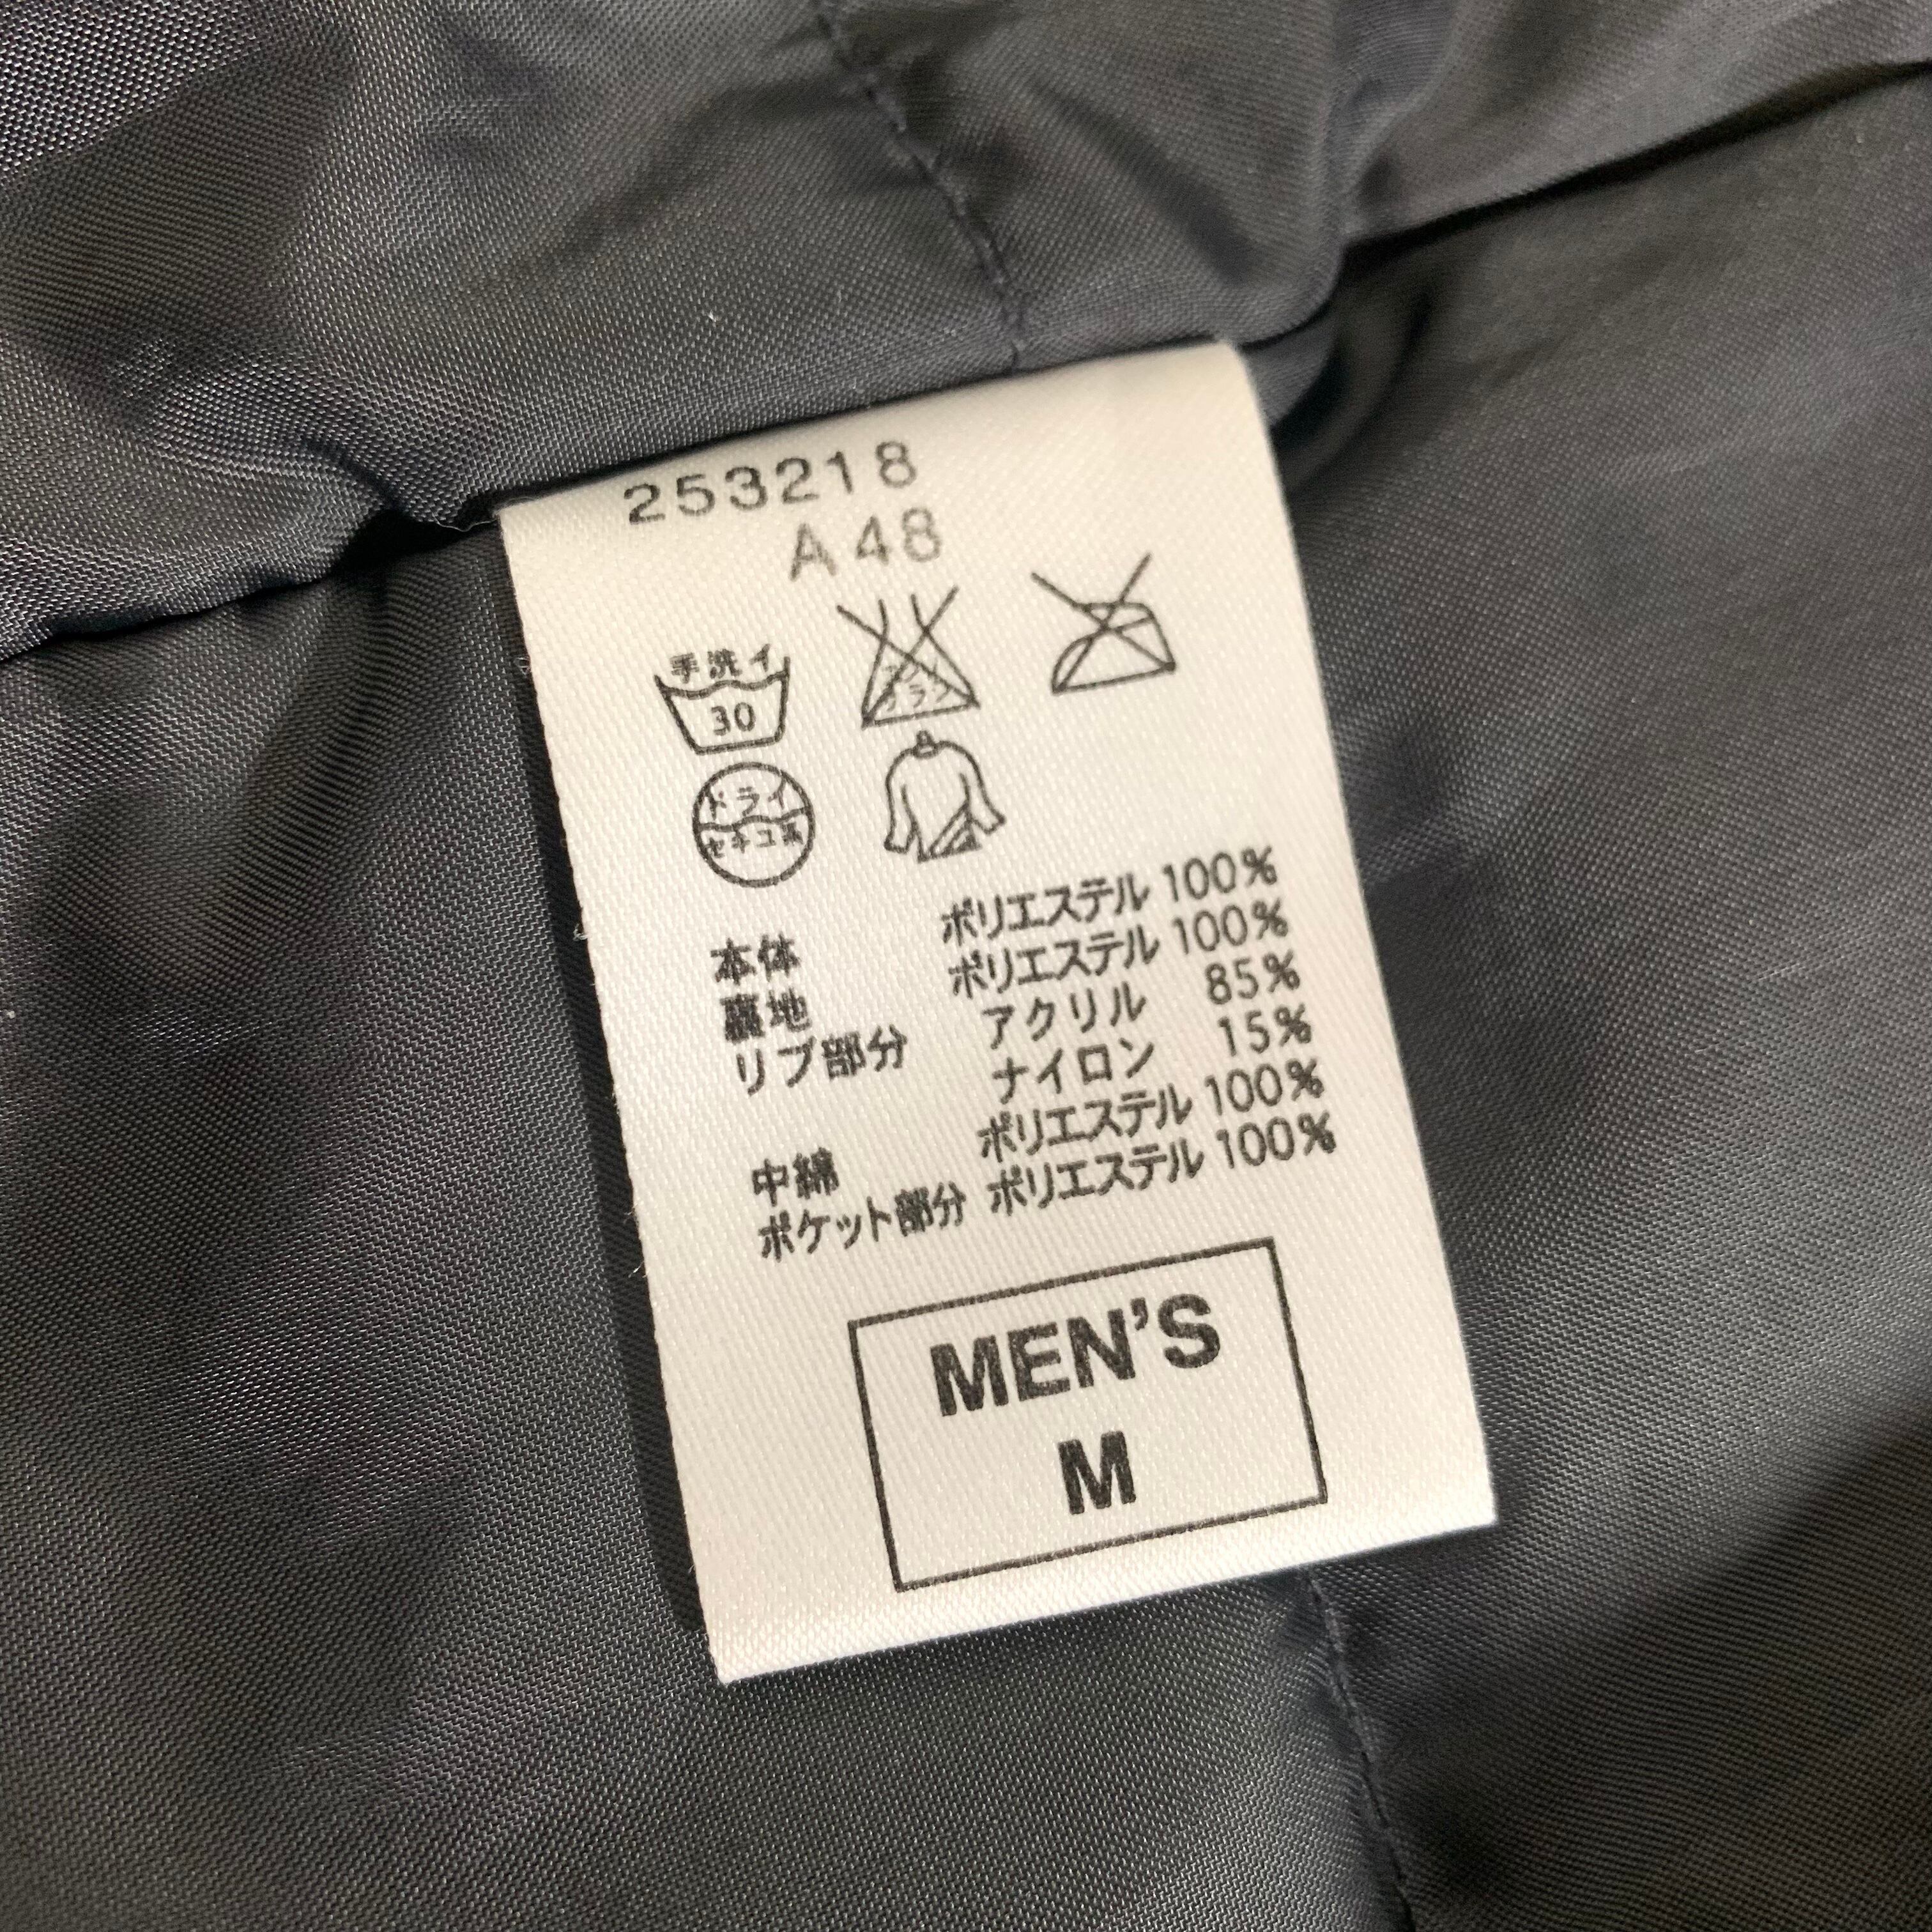 253218
A48
手洗イ
30
ドライ
セキユ系
本体 ポリエステル 100%
裏地 ポリエステル 100%
リブ部分 アクリル 85%
ナイロン 15%
中綿 ポリエステル 100%
ポケット部分 ポリエステル 100%
MEN'S
M